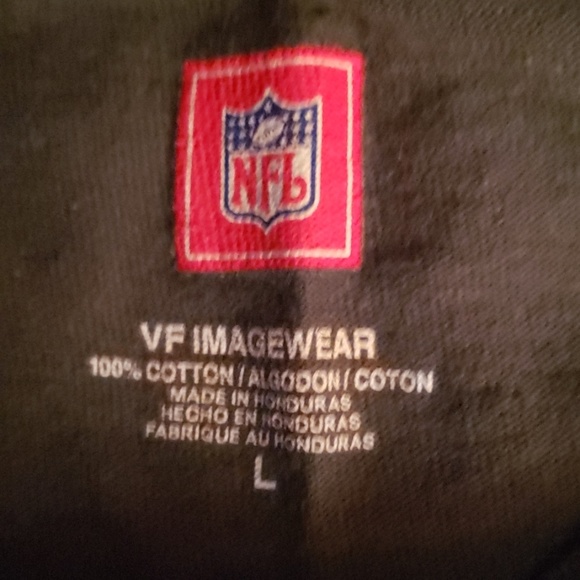 NFL
VF IMAGEWEAR
100% COTTON/ALGODON/COTON
MADE IN HONDURAS
HECHO EN HONDURAS
FABRIQUE AU HONDURAS
L